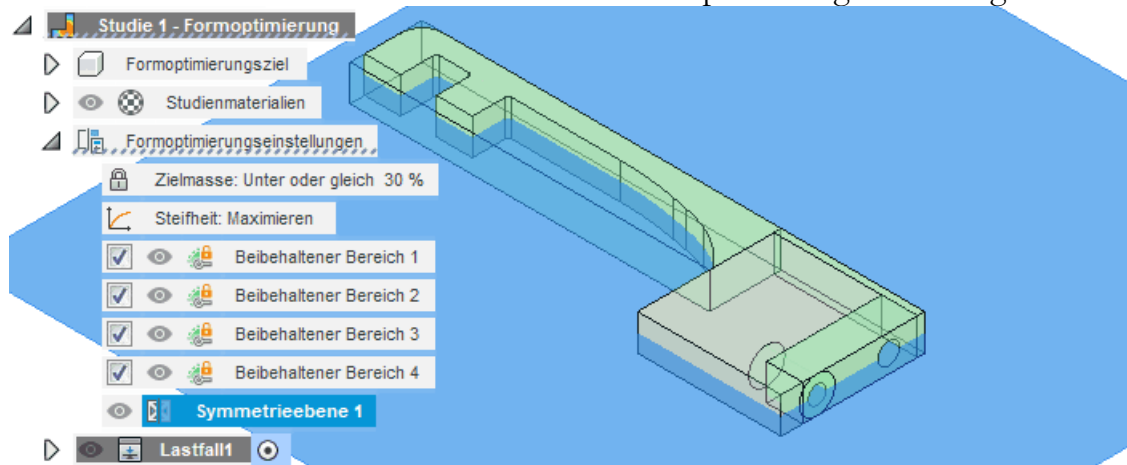 Studie 1 - Formoptimierung
Formoptimierungsziel
Studienmaterialien
Formoptimierungseinstellungen
Zielmasse: Unter oder gleich 30 %
Steifheit: Maximieren
Beibehaltener Bereich 1
Beibehaltener Bereich 2
Beibehaltener Bereich 3
Beibehaltener Bereich 4
Symmetrieebene 1
Lastfall1